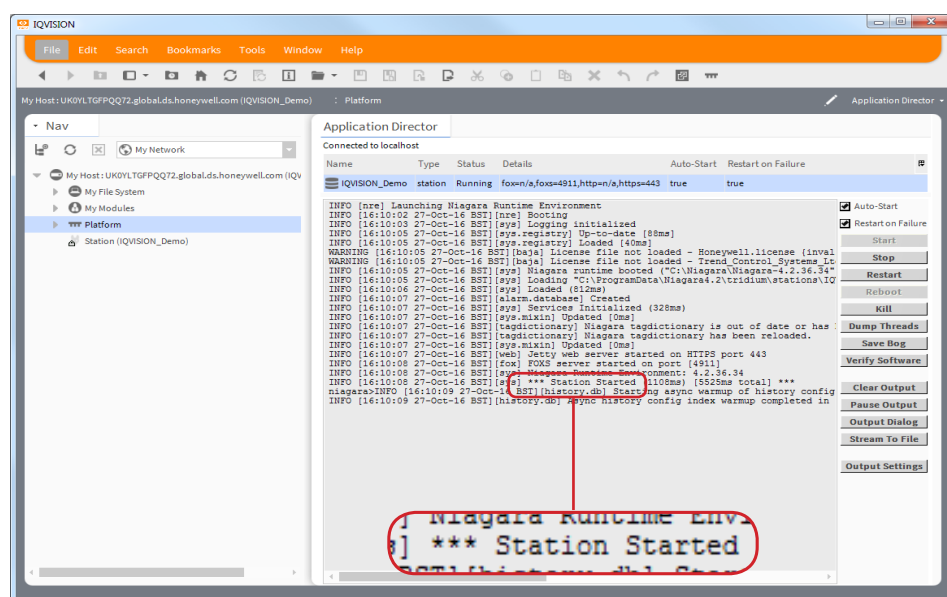 IQVISION
File Edit Search Bookmarks Tools Window Help
My Host : UK0YLTGFPQQ72.global.ds.honeywell.com (IQVISION_Demo) : Platform
Application Director
Nav
My Network
My Host : UK0YLTGFPQQ72.global.ds.honeywell.com (IQV
My File System
My Modules
Platform
Station (IQVISION_Demo)
Application Director
Connected to localhost
Name Type Status Details Auto-Start Restart on Failure
IQVISION_Demo station Running fox=n/a,foxs=4911,http=n/a,https=443 true true
INFO [nre] Launching Niagara Runtime Environment
INFO [16:10:02 27-Oct-16 BST][nre] Booting
INFO [16:10:03 27-Oct-16 BST][sys] Logging initialized
INFO [16:10:05 27-Oct-16 BST][sys.registry] Up-to-date [88ms]
INFO [16:10:05 27-Oct-16 BST][sys.registry] Loaded [40ms]
WARNING [16:10:05 27-Oct-16 BST][baja] License file not loaded - Honeywell.license {inval
WARNING [16:10:05 27-Oct-16 BST][baja] License file not loaded - Trend_Control_Systems_Lt
INFO [16:10:05 27-Oct-16 BST][sys] Niagara runtime booted ("C:\Niagara\Niagara-4.2.36.34"
INFO [16:10:05 27-Oct-16 BST][sys] Loading "C:\ProgramData\Niagara4.2\tridium\stations\IQ
INFO [16:10:06 27-Oct-16 BST][sys] Loaded (812ms)
INFO [16:10:07 27-Oct-16 BST][alarm.database] Created
INFO [16:10:07 27-Oct-16 BST][sys] Services Initialized (328ms)
INFO [16:10:07 27-Oct-16 BST][sys.mixin] Updated [0ms]
INFO [16:10:07 27-Oct-16 BST][tagdictionary] Niagara tagdictionary is out of date or has
INFO [16:10:07 27-Oct-16 BST][tagdictionary] Niagara tagdictionary has been reloaded.
INFO [16:10:07 27-Oct-16 BST][sys.mixin] Updated [0ms]
INFO [16:10:07 27-Oct-16 BST][web] Jetty web server started on HTTPS port 443
INFO [16:10:08 27-Oct-16 BST][fox] FOXS server started on port [4911]
INFO [16:10:08 27-Oct-16 BST][sys] Niagara Runtime Environment: 4.2.36.34
INFO [16:10:08 27-Oct-16 BST][sys] *** Station Started (1108ms) [5525ms total] ***
niagara>INFO [16:10:09 27-Oct-16 BST][history.db] Starting async warmup of history config
INFO [16:10:09 27-Oct-16 BST][history.db] Async history config index warmup completed in
Auto-Start
Restart on Failure
Start
Stop
Restart
Reboot
Kill
Dump Threads
Save Bog
Verify Software
Clear Output
Pause Output
Output Dialog
Stream To File
Output Settings
] Niagara Runtime Envi
s] *** Station Started
BST][history.db] Star